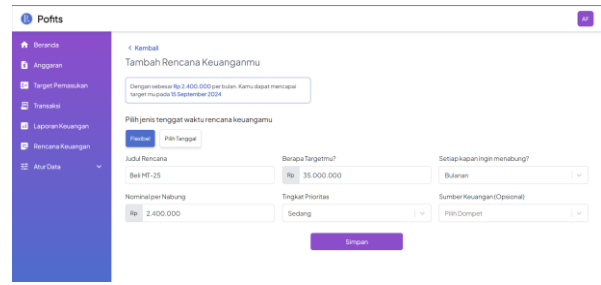 Pofits
AP
Beranda
Anggaran
Target Pemasukan
Transaksi
Laporan Keuangan
Rencana Keuangan
Atur Data
< Kembali
Tambah Rencana Keuanganmu
Dengan sebesar Rp 2.400.000 per bulan. Kamu dapat mencapai
target mu pada 15 September 2024
Pilih jenis tenggat waktu rencana keuangamu
Flexibel Pilih Tanggal
Judul Rencana Berapa Targetmu? Setiap kapan ingin menabung?
Beli MT-25 Rp 35.000.000 Bulanan
Nominal per Nabung Tingkat Prioritas Sumber Keuangan (Opsional)
Rp 2.400.000 Sedang Pilih Dompet
Simpan